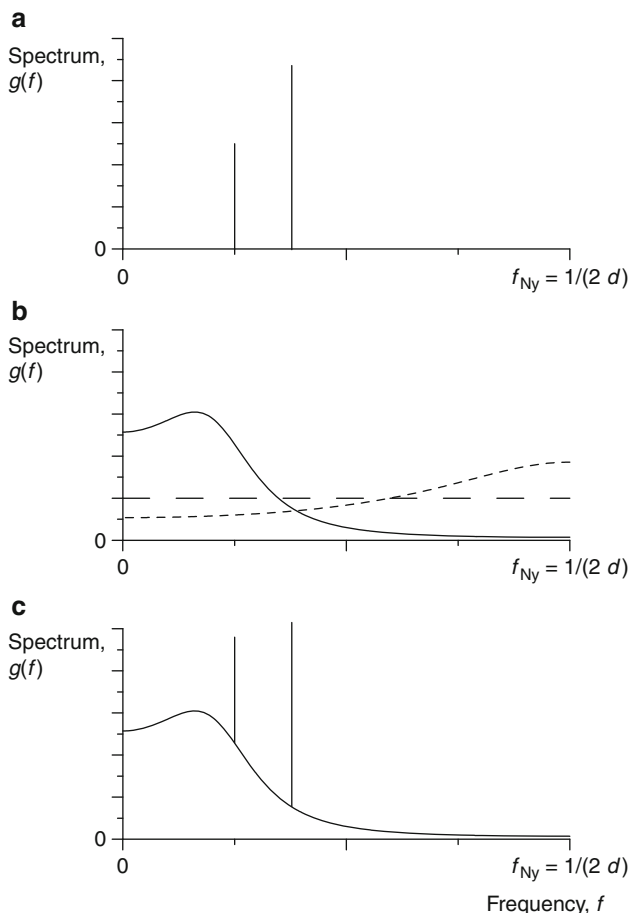 a
Spectrum,
g(f)
0
0
f_Ny = 1/(2 d)
b
Spectrum,
g(f)
0
0
f_Ny = 1/(2 d)
c
Spectrum,
g(f)
0
0
f_Ny = 1/(2 d)
Frequency, f